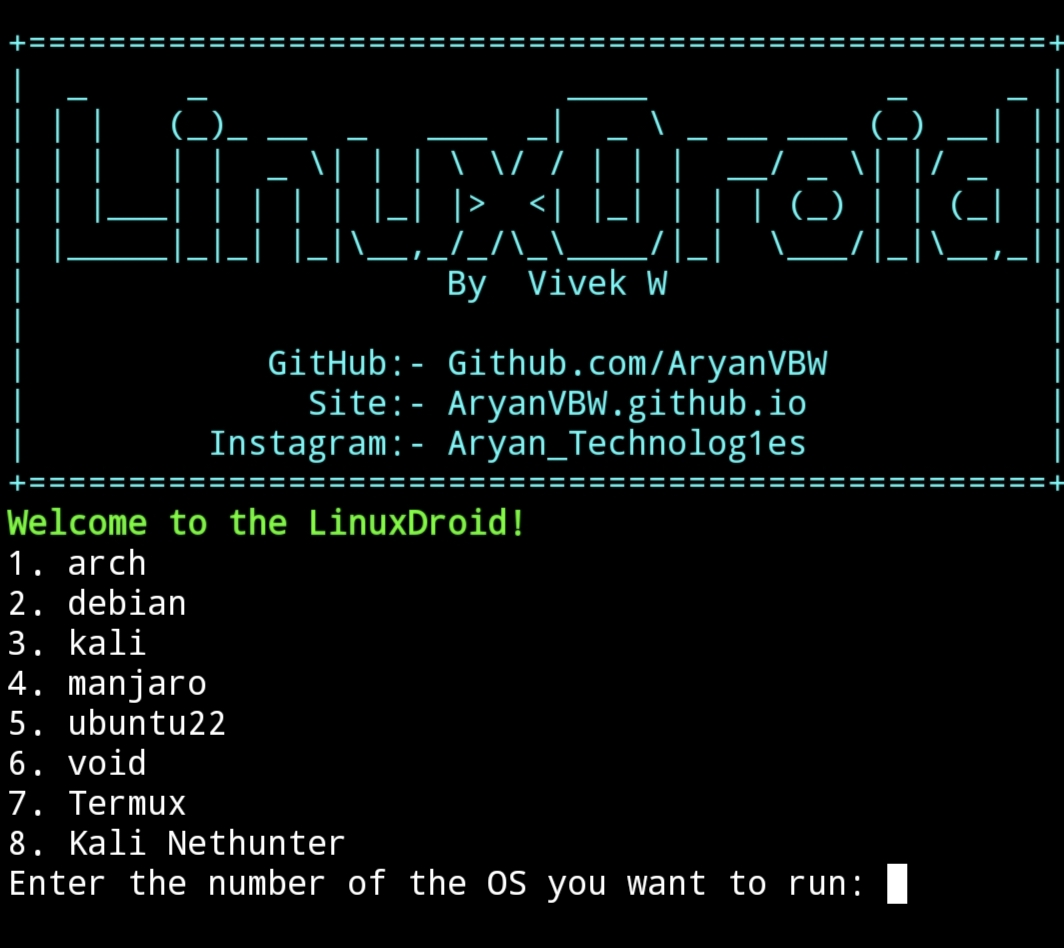 LinuxDroid
By Vivek W
GitHub:- Github.com/AryanVBW
Site:- AryanVBW.github.io
Instagram:- Aryan_Technolog1es
Welcome to the LinuxDroid!
1. arch
2. debian
3. kali
4. manjaro
5. ubuntu22
6. void
7. Termux
8. Kali Nethunter
Enter the number of the OS you want to run: